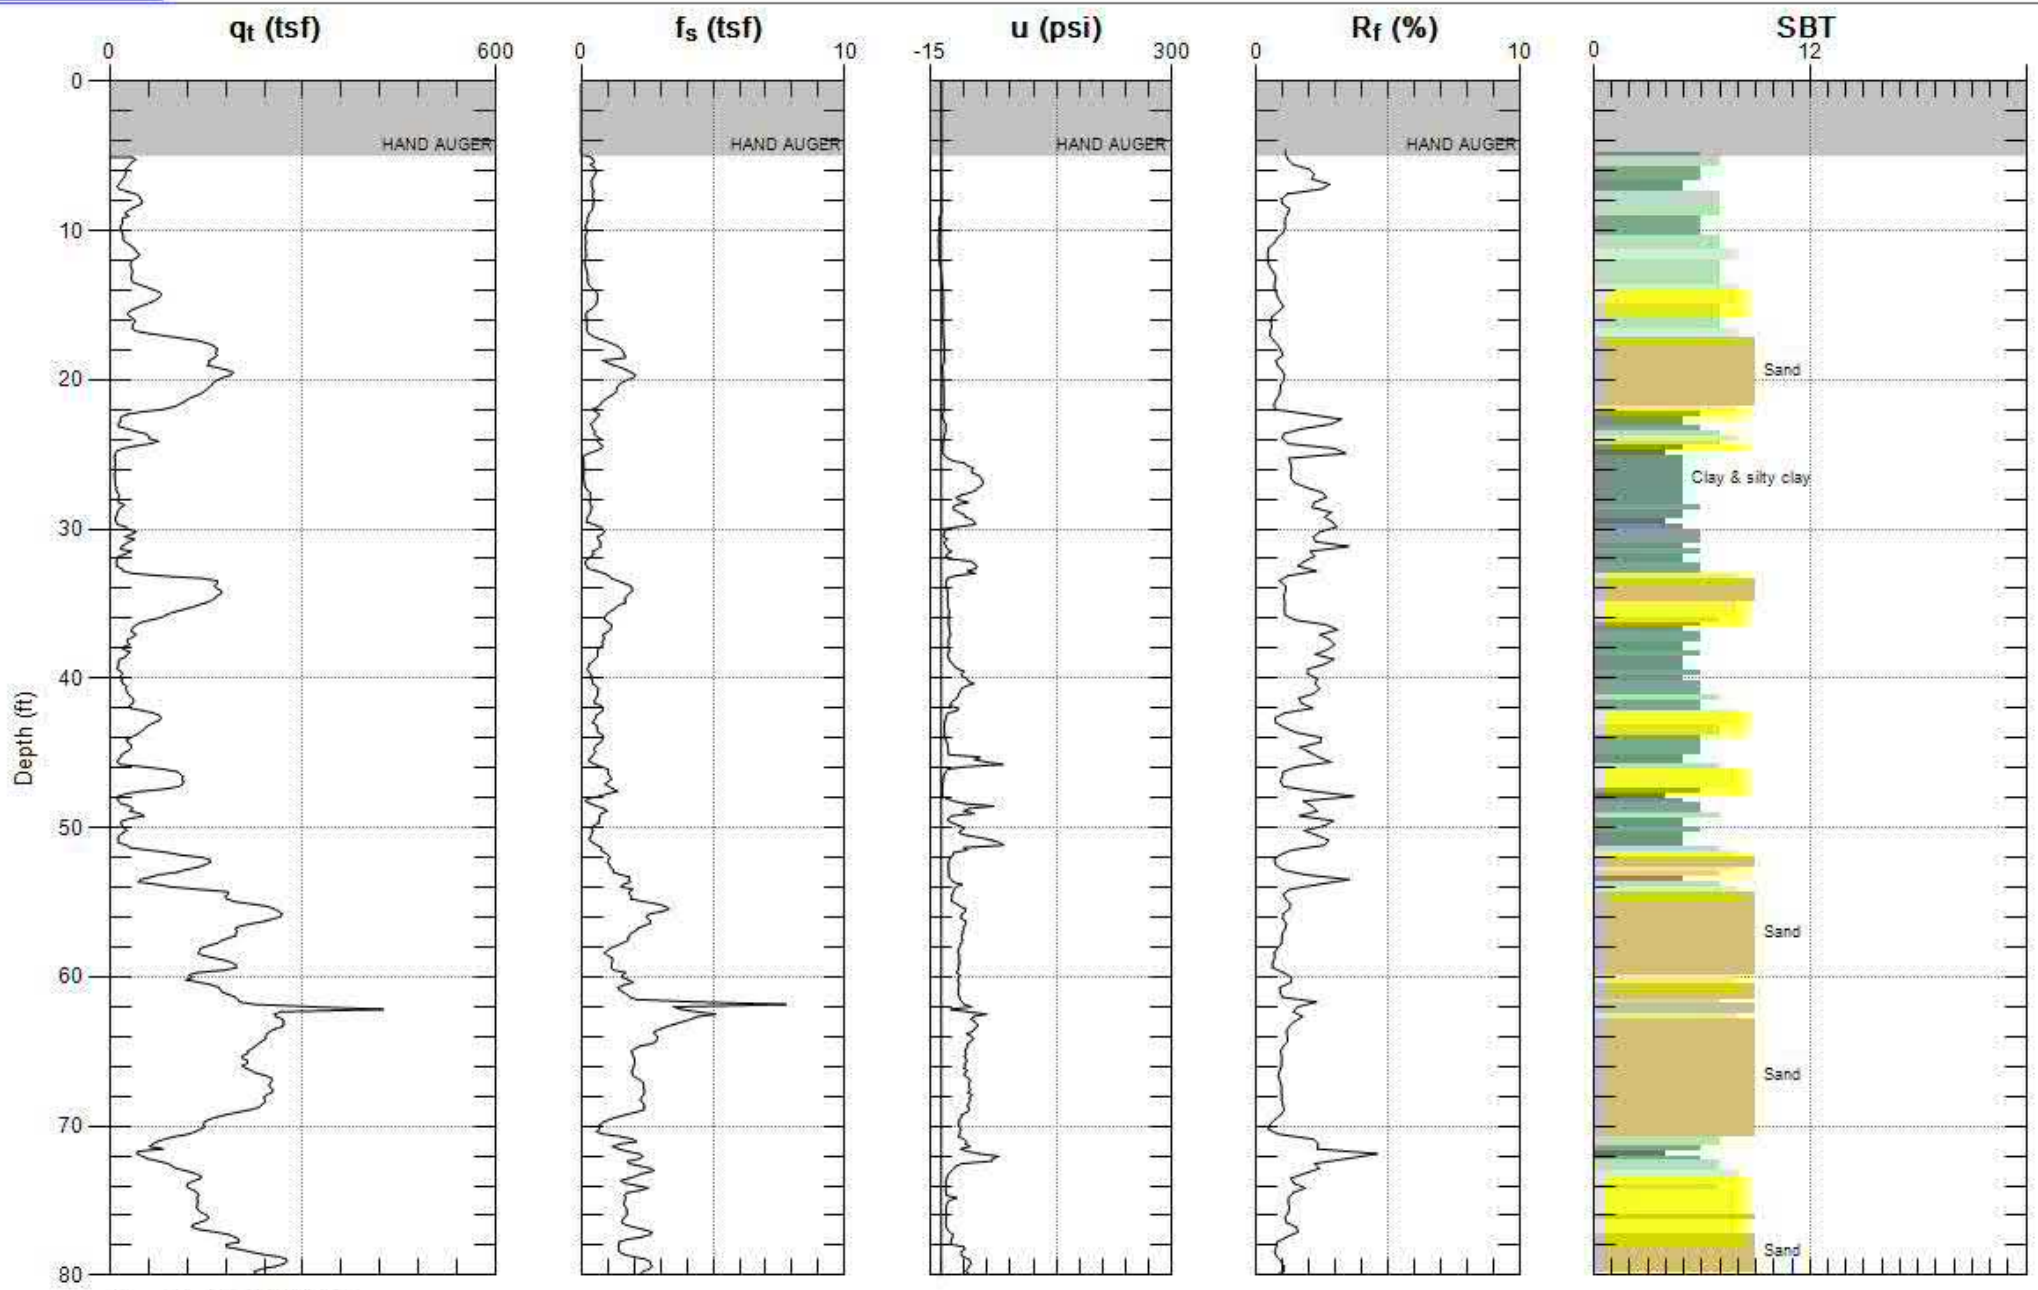 qt (tsf) fs (tsf) u (psi) Rf (%) SBT
0 600 0 10 -15 300 0 10 0 12
0
HAND AUGER HAND AUGER HAND AUGER HAND AUGER
10
Sand
20
Clay & silty clay
30
40
Depth (ft)
50
Sand
60
Sand
70
Sand
80